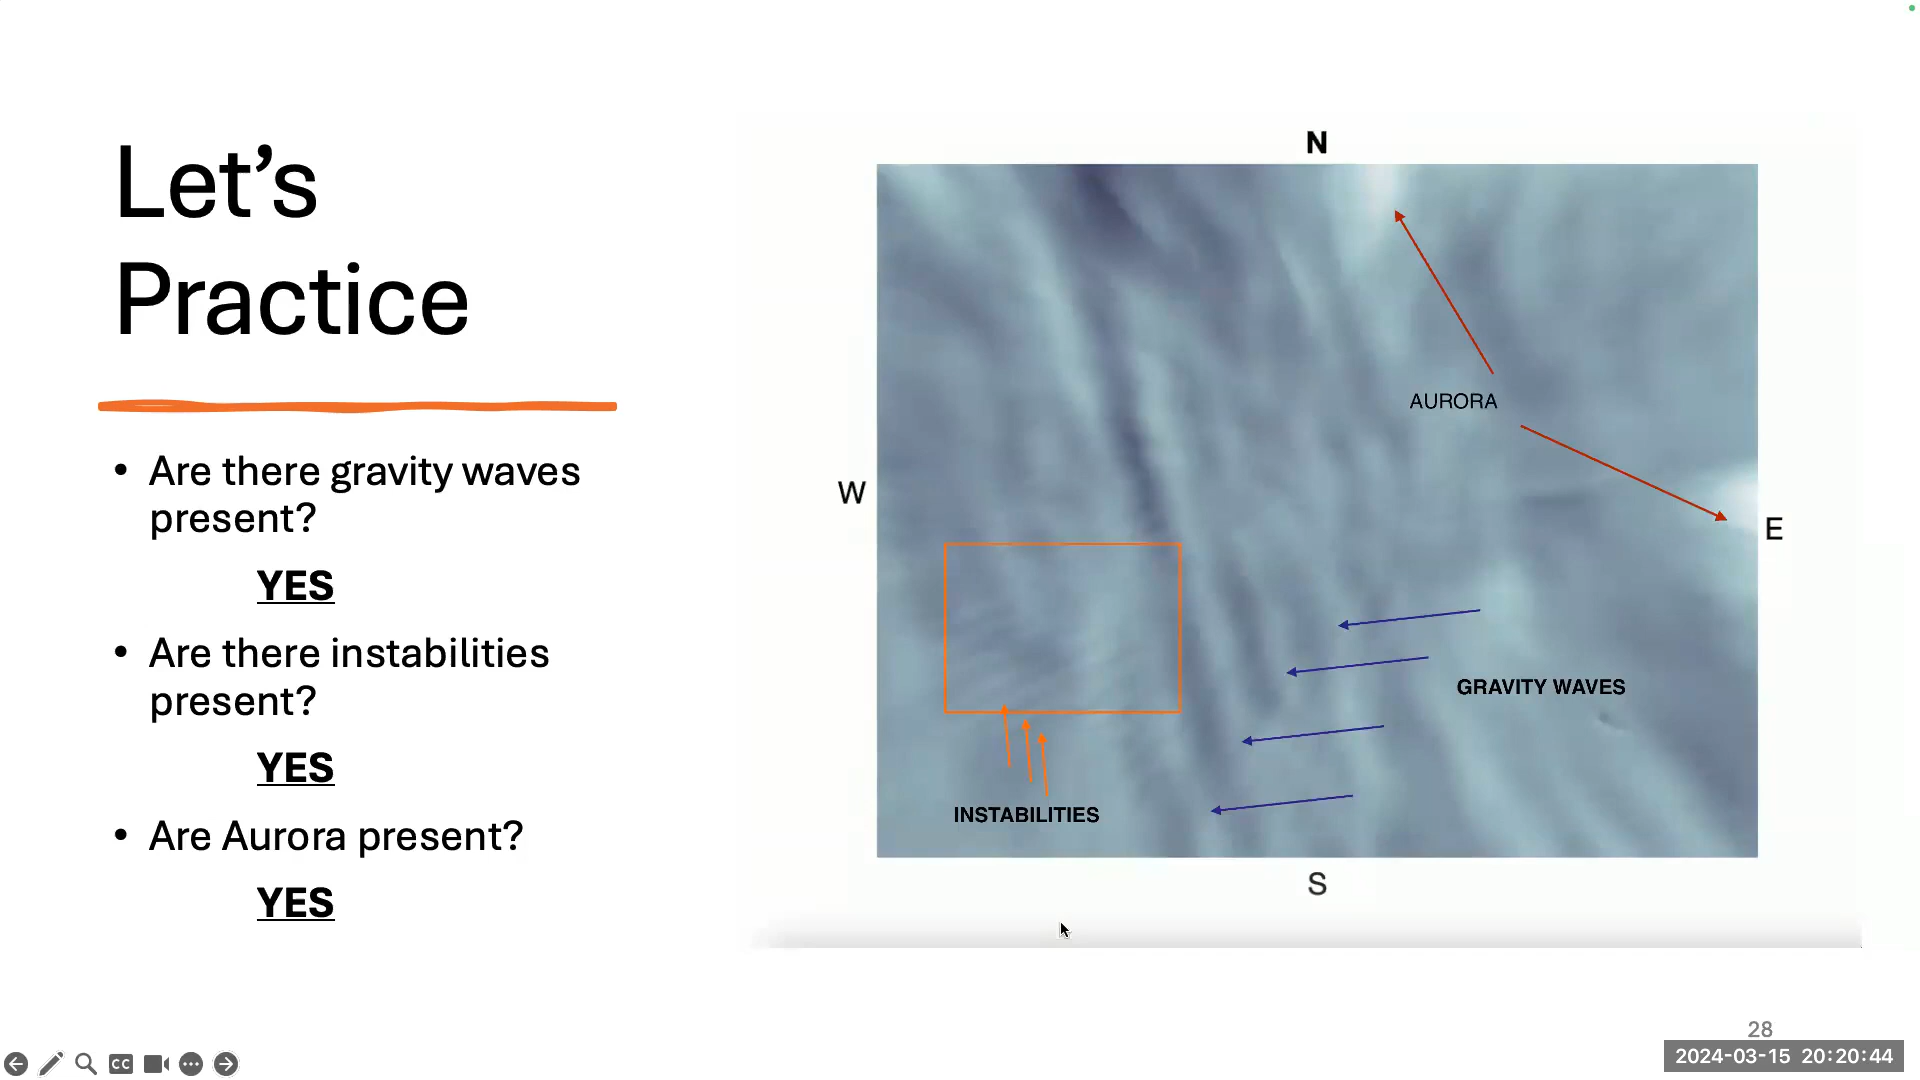 Let’s
Practice
• Are there gravity waves
present?
YES
• Are there instabilities
present?
YES
• Are Aurora present?
YES
N
W
AURORA
E
GRAVITY WAVES
INSTABILITIES
S
28
CC
2024-03-15 20:20:44